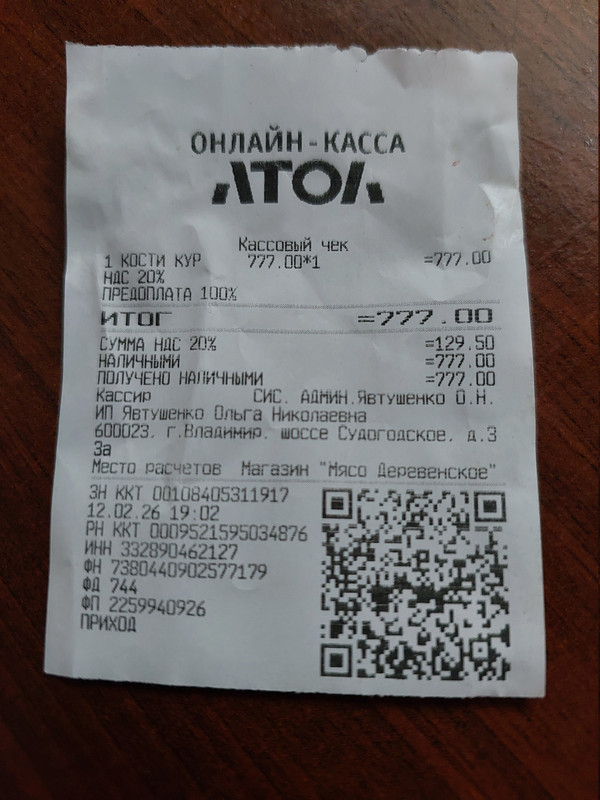 ОНЛАЙН-КАССА
АТОЛ
Кассовый чек
1 КОСТИ КУР 777.00*1 =777.00
НДС 20%
ПРЕДОПЛАТА 100%
ИТОГ =777.00
СУММА НДС 20% =129.50
НАЛИЧНЫМИ =777.00
ПОЛУЧЕНО НАЛИЧНЫМИ =777.00
Кассир СИС. АДМИН.Явтушенко О.Н.
ИП Явтушенко Ольга Николаевна
600023, г.Владимир, шоссе Судогодское, д.3
3а
Место расчетов Магазин "Мясо Деревенское"
ЗН ККТ 00108405311917
12.02.26 19:02
РН ККТ 0009521595034876
ИНН 332890462127
ФН 7380440902577179
ФД 744
ФП 2259940926
ПРИХОД